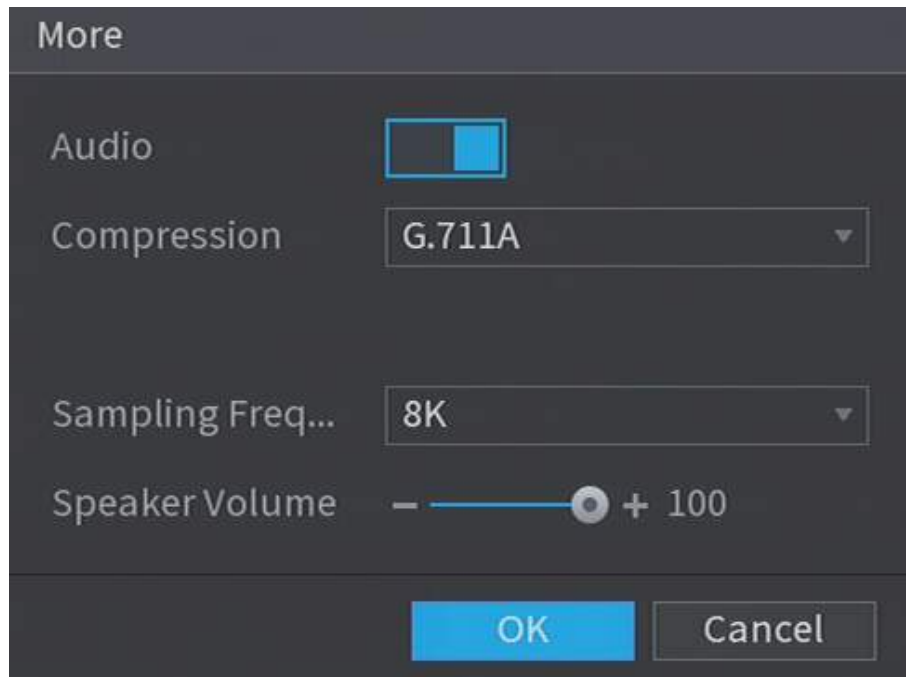 More
Audio
Compression G.711A
Sampling Freq... 8K
Speaker Volume − + 100
OK Cancel